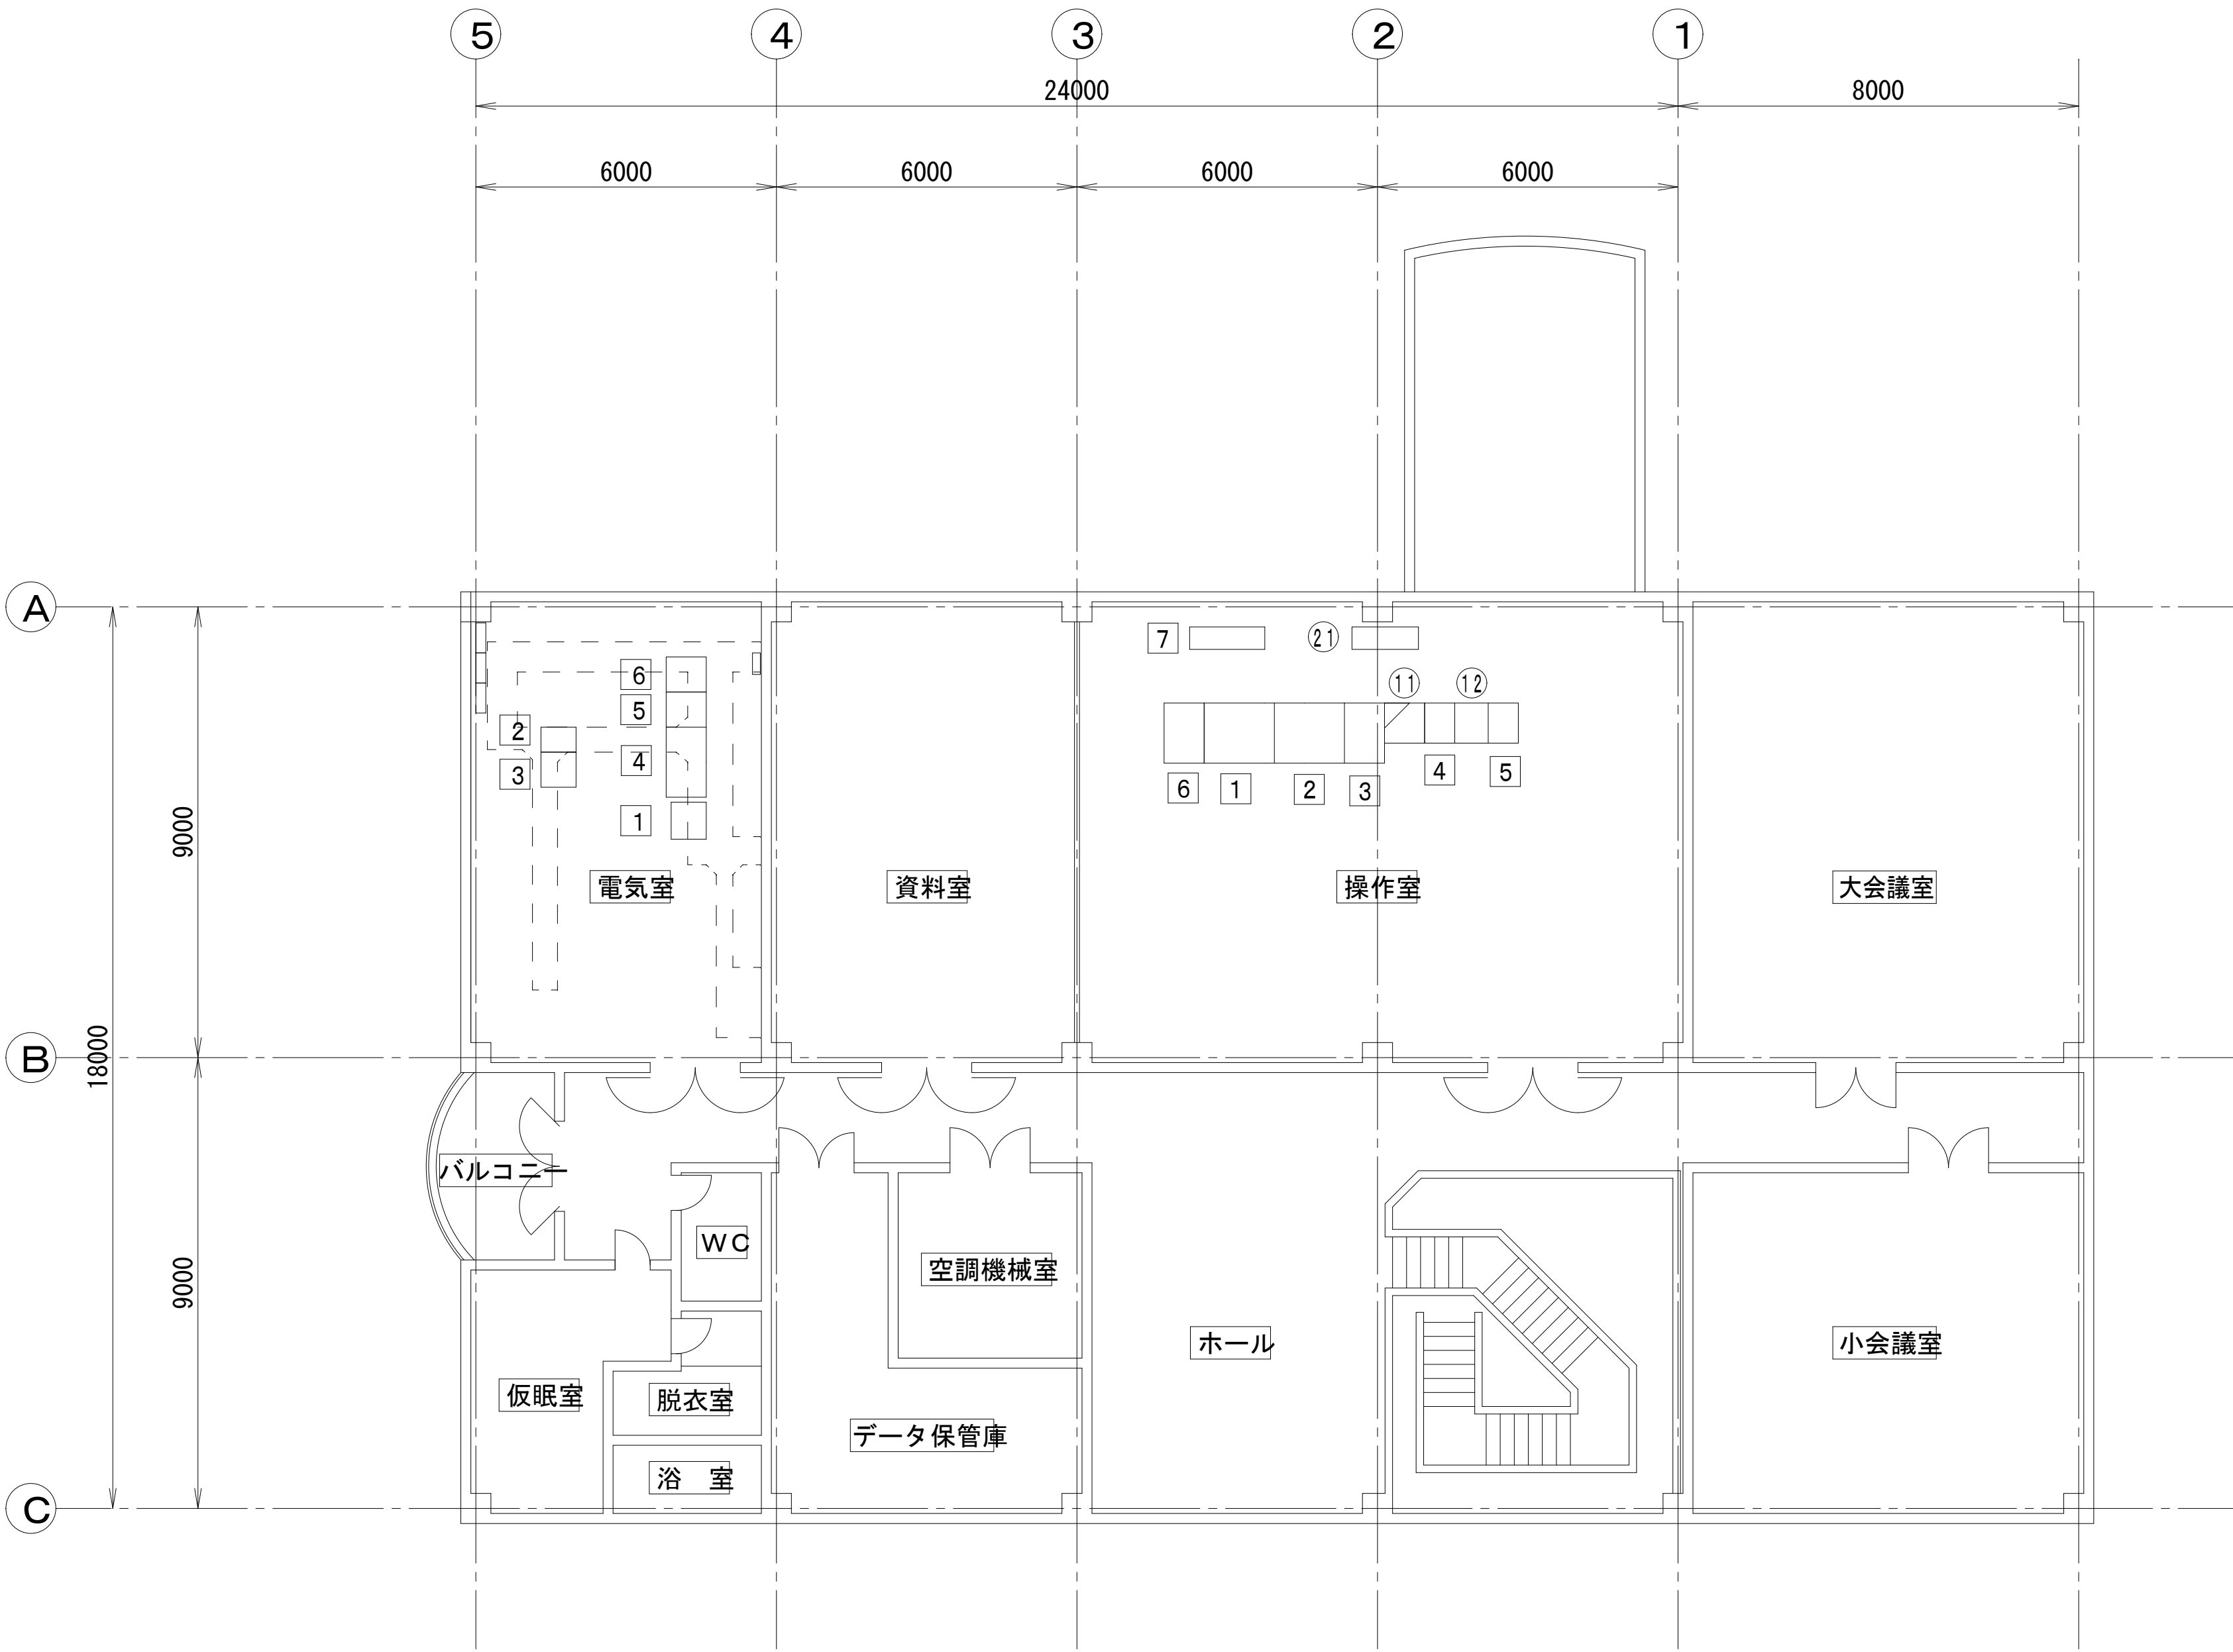 5 4 3 2 1
24000 8000
6000 6000 6000 6000
A
7 21
6
11 12
5
2
4
3
4 5
6 1 2 3
1
9000
電気室 資料室 操作室 大会議室
B
18000
バルコニー
WC
空調機械室
9000
ホール 小会議室
仮眠室 脱衣室
データ保管庫
浴　室
C